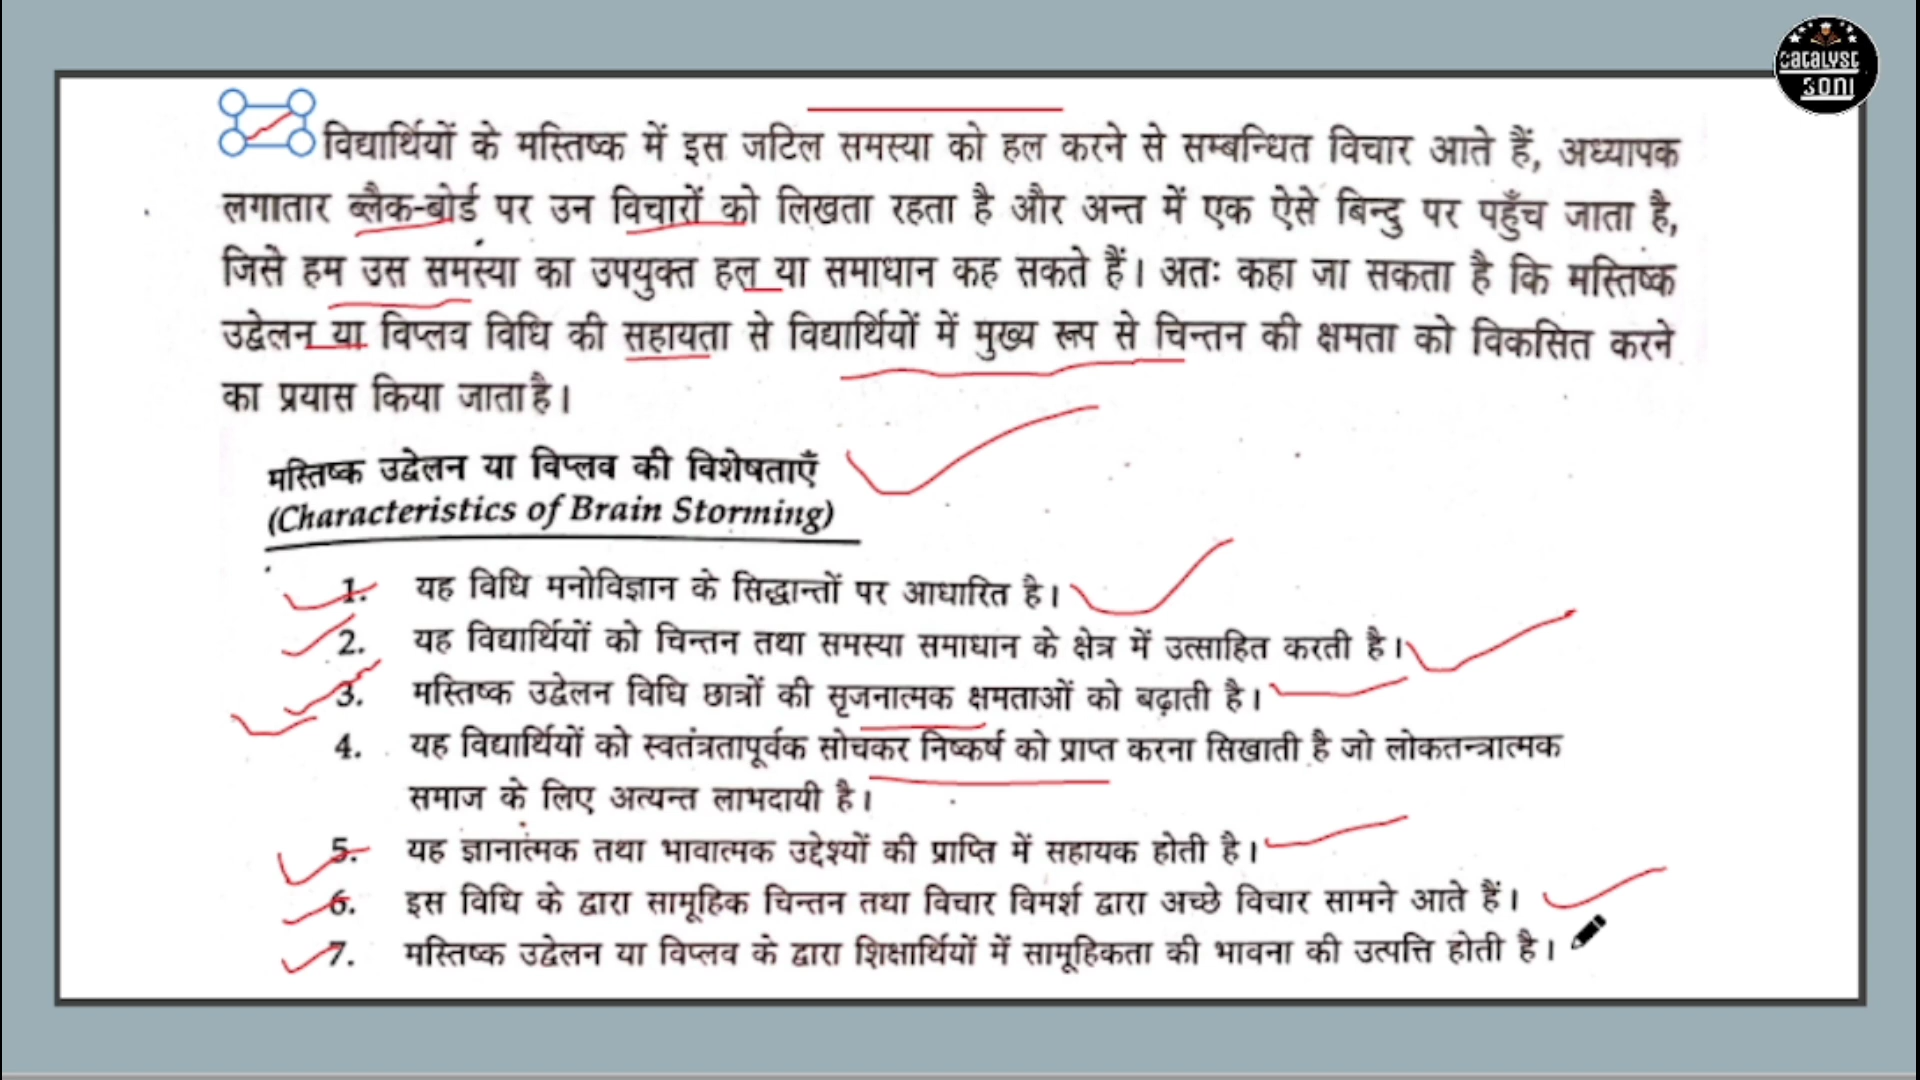 CATALYST
SONI
विद्यार्थियों के मस्तिष्क में इस जटिल समस्या को हल करने से सम्बन्धित विचार आते हैं, अध्यापक
लगातार ब्लैक-बोर्ड पर उन विचारों को लिखता रहता है और अन्त में एक ऐसे बिन्दु पर पहुँच जाता है,
जिसे हम उस समस्या का उपयुक्त हल या समाधान कह सकते हैं। अतः कहा जा सकता है कि मस्तिष्क
उद्वेलन या विप्लव विधि की सहायता से विद्यार्थियों में मुख्य रूप से चिन्तन की क्षमता को विकसित करने
का प्रयास किया जाता है।
मस्तिष्क उद्वेलन या विप्लव की विशेषताएँ
(Characteristics of Brain Storming)
1. यह विधि मनोविज्ञान के सिद्धान्तों पर आधारित है।
2. यह विद्यार्थियों को चिन्तन तथा समस्या समाधान के क्षेत्र में उत्साहित करती है।
3. मस्तिष्क उद्वेलन विधि छात्रों की सृजनात्मक क्षमताओं को बढ़ाती है।
4. यह विद्यार्थियों को स्वतंत्रतापूर्वक सोचकर निष्कर्ष को प्राप्त करना सिखाती है जो लोकतन्त्रात्मक
समाज के लिए अत्यन्त लाभदायी है।
5. यह ज्ञानात्मक तथा भावात्मक उद्देश्यों की प्राप्ति में सहायक होती है।
6. इस विधि के द्वारा सामूहिक चिन्तन तथा विचार विमर्श द्वारा अच्छे विचार सामने आते हैं।
7. मस्तिष्क उद्वेलन या विप्लव के द्वारा शिक्षार्थियों में सामूहिकता की भावना की उत्पत्ति होती है।